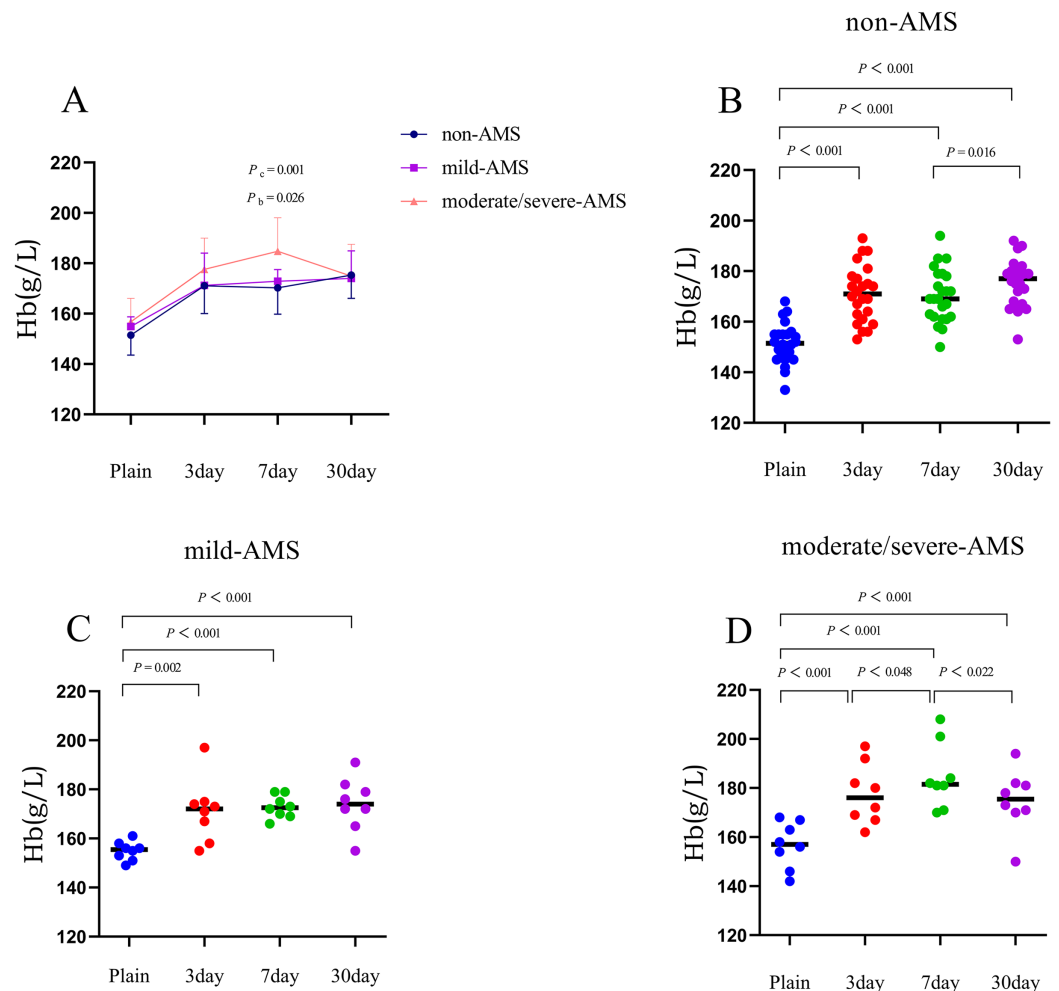 A
non-AMS
mild-AMS
moderate/severe-AMS
P c = 0.001
P b = 0.026
Hb(g/L)
220
200
180
160
140
120
Plain 3day 7day 30day
non-AMS
B
P < 0.001
P < 0.001
P < 0.001
P = 0.016
Hb(g/L)
220
200
180
160
140
120
Plain 3day 7day 30day
mild-AMS
C
P < 0.001
P < 0.001
P = 0.002
Hb(g/L)
220
200
180
160
140
120
Plain 3day 7day 30day
moderate/severe-AMS
D
P < 0.001
P < 0.001
P < 0.001 P < 0.048 P < 0.022
Hb(g/L)
220
200
180
160
140
120
Plain 3day 7day 30day